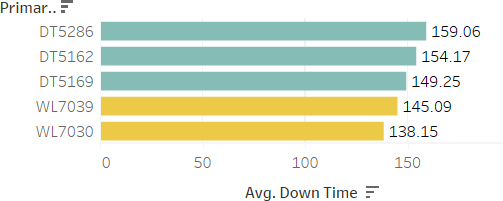 Primar..
DT5286 159.06
DT5162 154.17
DT5169 149.25
WL7039 145.09
WL7030 138.15
0 50 100 150
Avg. Down Time